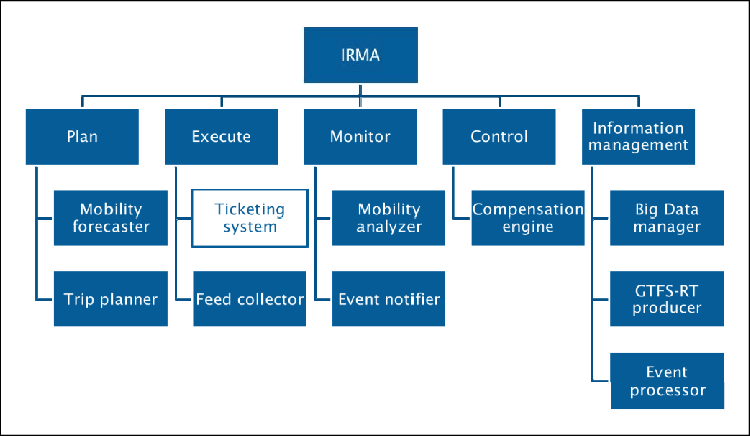 IRMA
Plan
Execute
Monitor
Control
Information
management
Mobility
forecaster
Ticketing
system
Mobility
analyzer
Compensation
engine
Big Data
manager
Trip planner
Feed collector
Event notifier
GTFS-RT
producer
Event
processor